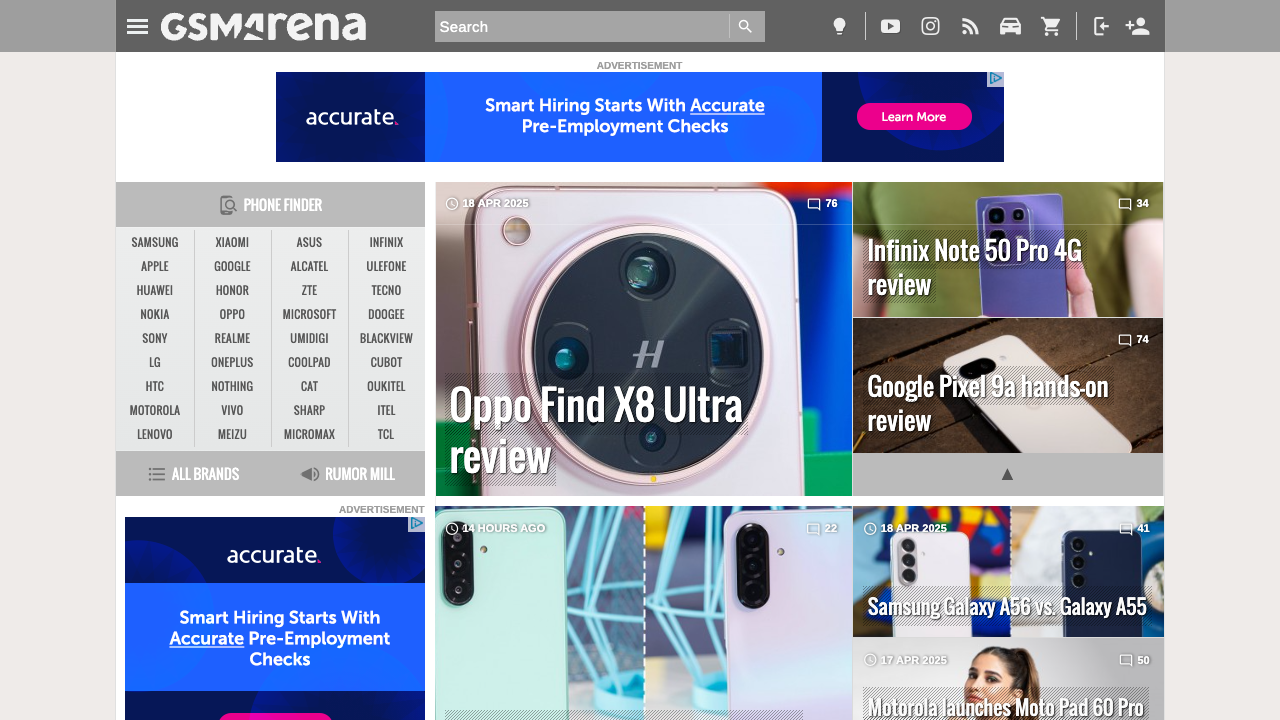 GSMArena
Search
ADVERTISEMENT
accurate.
Smart Hiring Starts With Accurate
Pre-Employment Checks
Learn More
PHONE FINDER
SAMSUNG XIAOMI ASUS INFINIX
APPLE GOOGLE ALCATEL ULEFONE
HUAWEI HONOR ZTE TECNO
NOKIA OPPO MICROSOFT DOOGEE
SONY REALME UMIDIGI BLACKVIEW
LG ONEPLUS COOLPAD CUBOT
HTC NOTHING CAT OUKITEL
MOTOROLA VIVO SHARP ITEL
LENOVO MEIZU MICROMAX TCL
ALL BRANDS RUMOR MILL
18 APR 2025 76
H
Oppo Find X8 Ultra
review
34
Infinix Note 50 Pro 4G
review
74
Google Pixel 9a hands-on
review
ADVERTISEMENT
accurate.
Smart Hiring Starts With
Accurate Pre-Employment
Checks
14 HOURS AGO 22
18 APR 2025 41
Samsung Galaxy A56 vs. Galaxy A55
17 APR 2025 50
Motorola launches Moto Pad 60 Pro